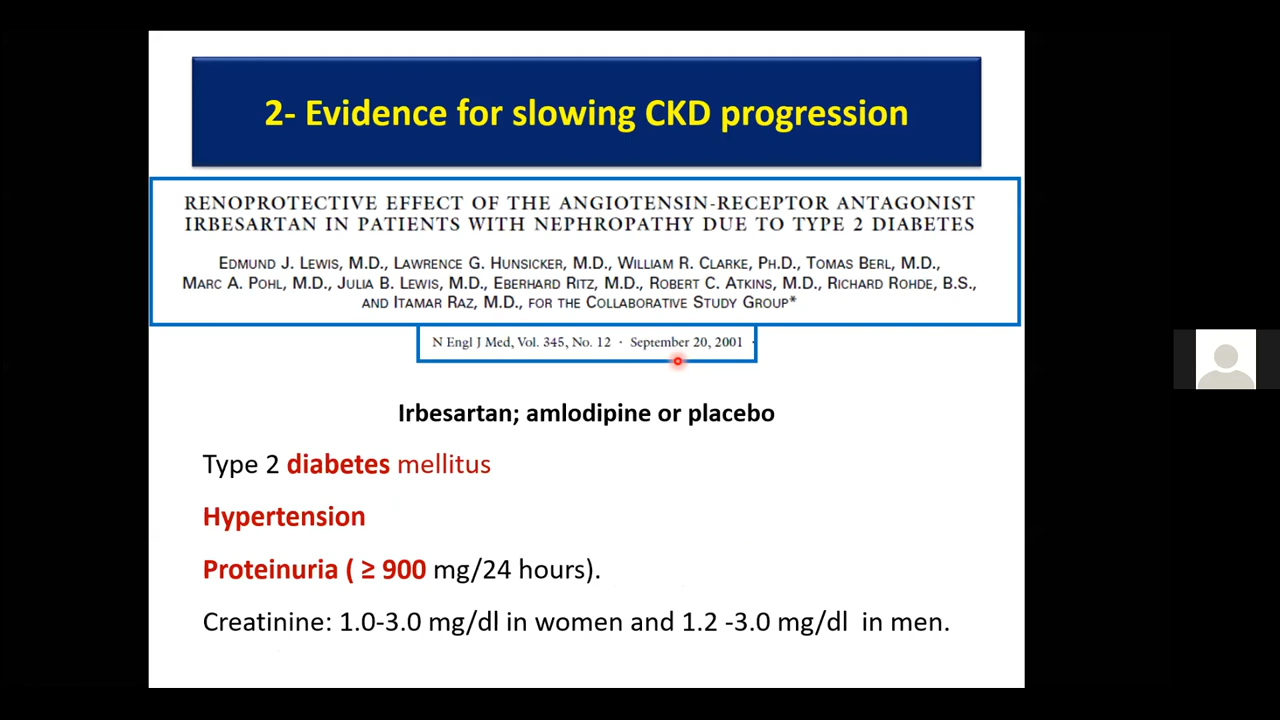 2- Evidence for slowing CKD progression
RENOPROTECTIVE EFFECT OF THE ANGIOTENSIN-RECEPTOR ANTAGONIST
IRBESARTAN IN PATIENTS WITH NEPHROPATHY DUE TO TYPE 2 DIABETES
EDMUND J. LEWIS, M.D., LAWRENCE G. HUNSICKER, M.D., WILLIAM R. CLARKE, PH.D., TOMAS BERL, M.D.,
MARC A. POHL, M.D., JULIA B. LEWIS, M.D., EBERHARD RITZ, M.D., ROBERT C. ATKINS, M.D., RICHARD ROHDE, B.S.,
AND ITAMAR RAZ, M.D., FOR THE COLLABORATIVE STUDY GROUP*
N Engl J Med, Vol. 345, No. 12 · September 20, 2001 ·
Irbesartan; amlodipine or placebo
Type 2 diabetes mellitus
Hypertension
Proteinuria ( ≥ 900 mg/24 hours).
Creatinine: 1.0-3.0 mg/dl in women and 1.2 -3.0 mg/dl  in men.